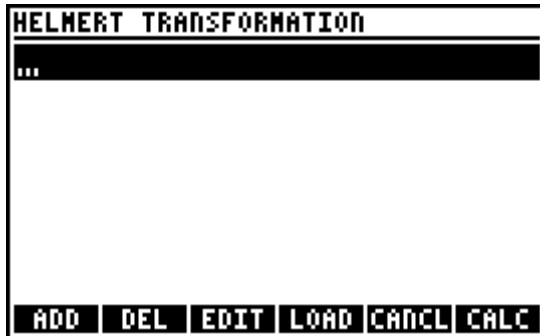 HELMERT TRANSFORMATION
...
ADD DEL EDIT LOAD CANCL CALC